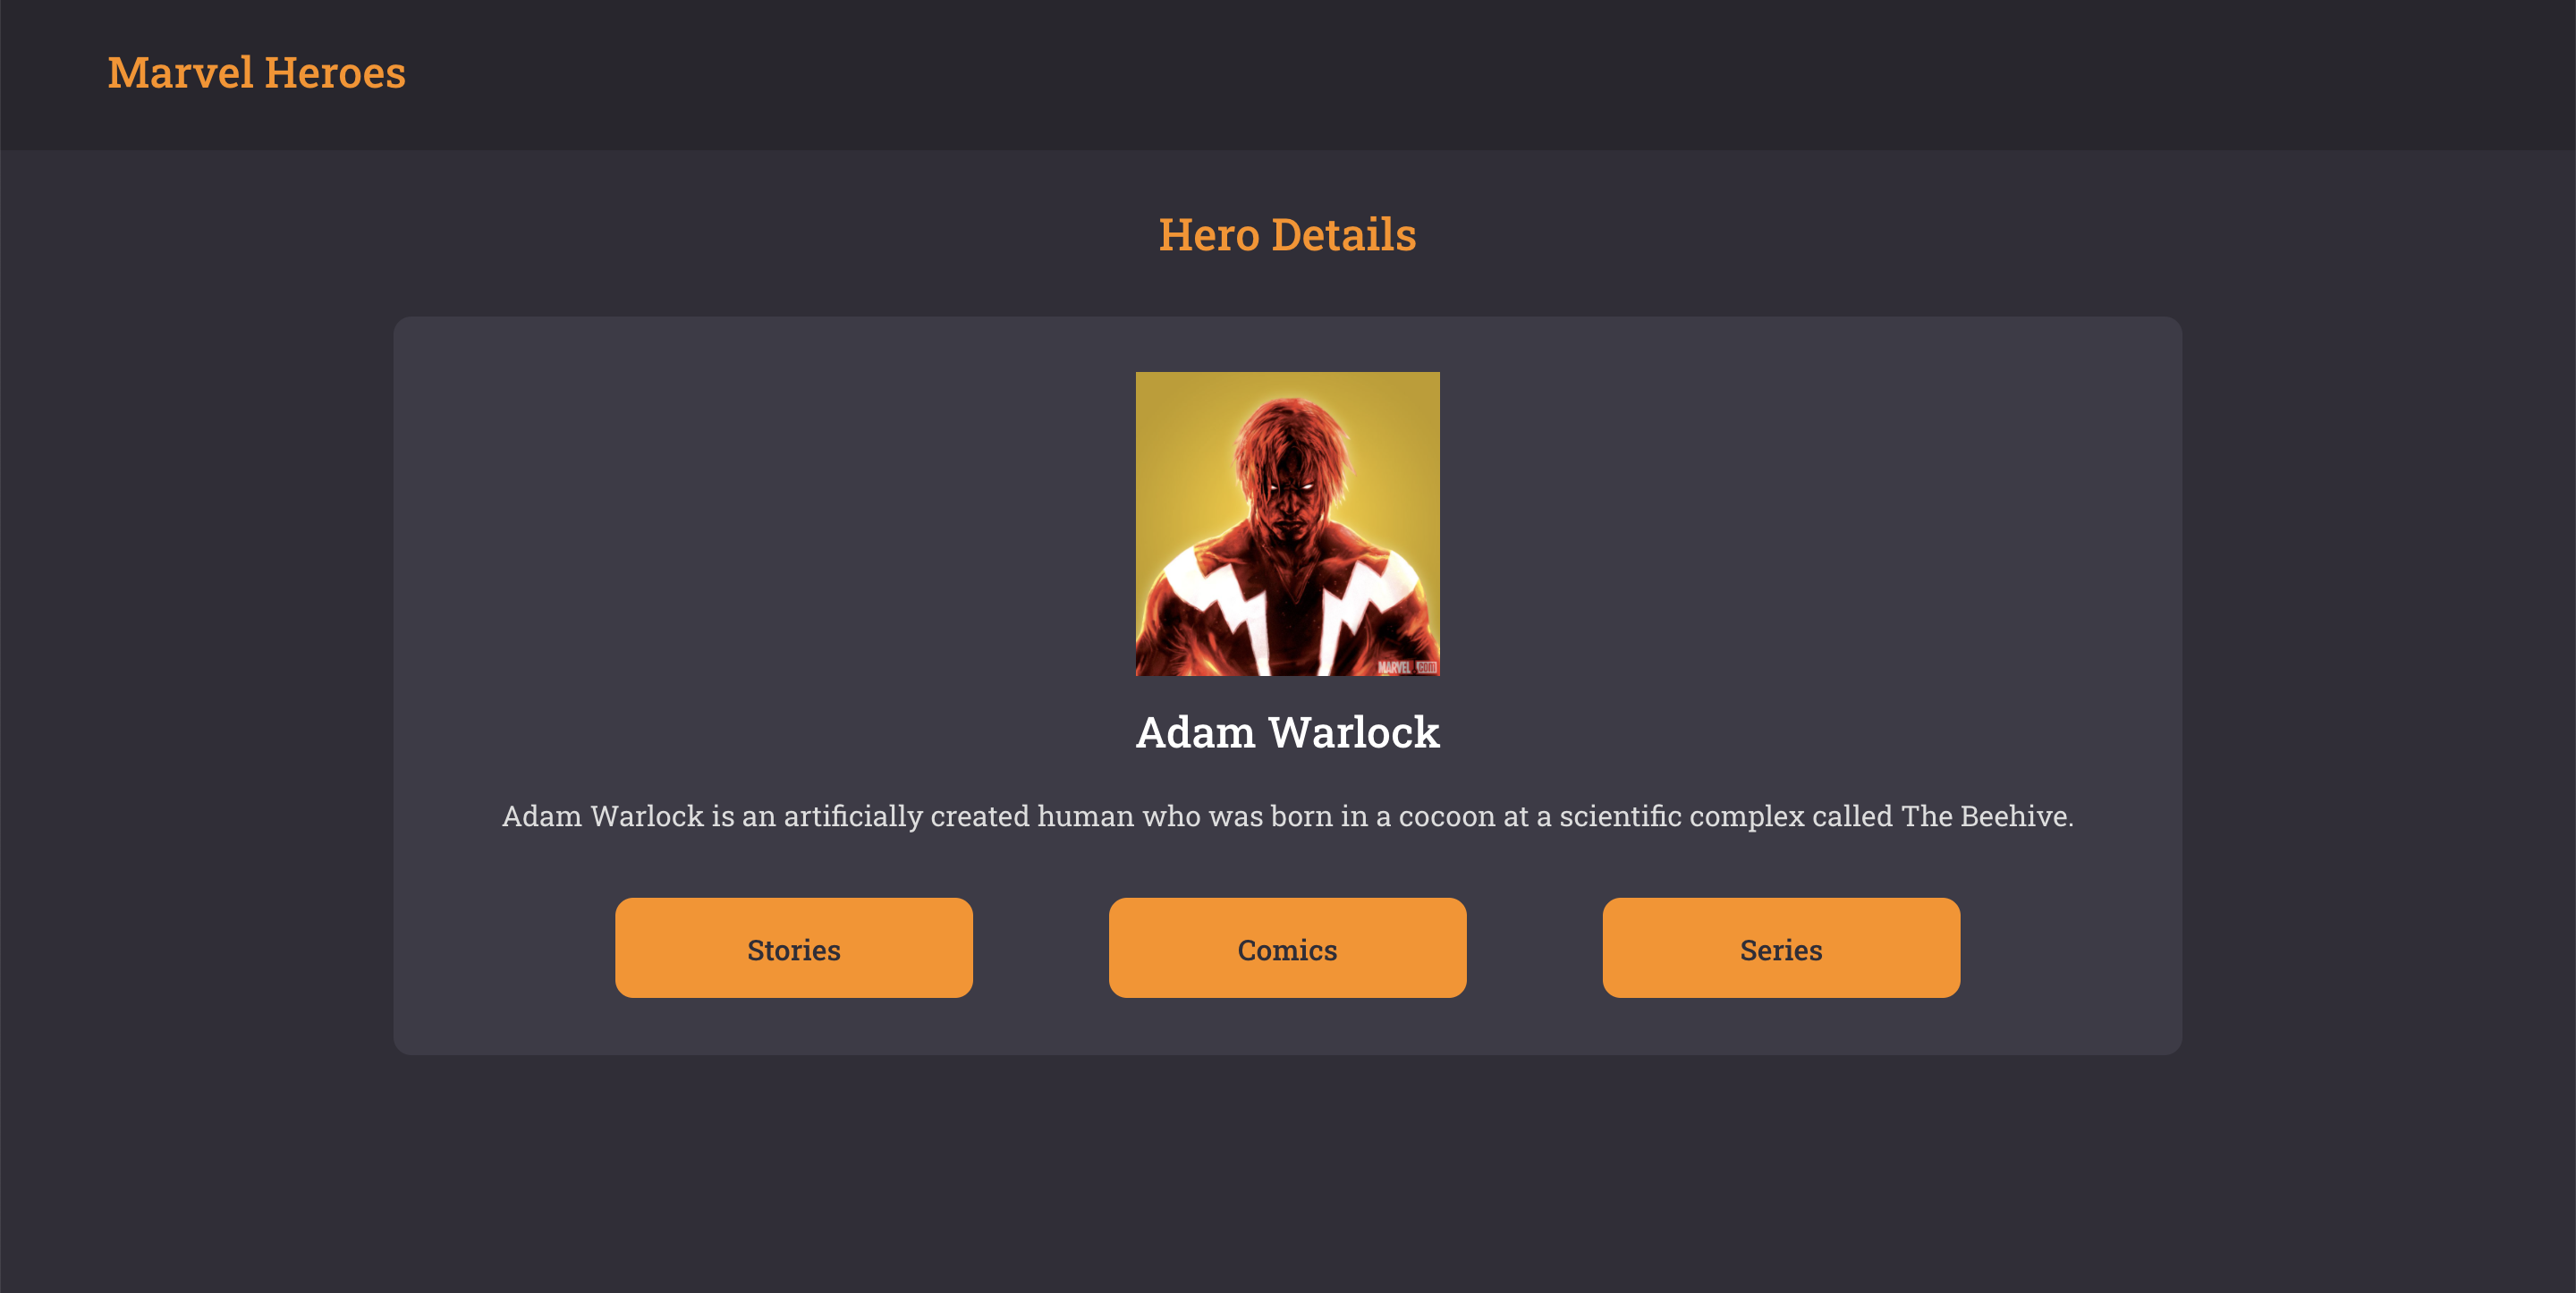 Marvel Heroes
Hero Details
MARVEL .com
Adam Warlock
Adam Warlock is an artificially created human who was born in a cocoon at a scientific complex called The Beehive.
Stories
Comics
Series